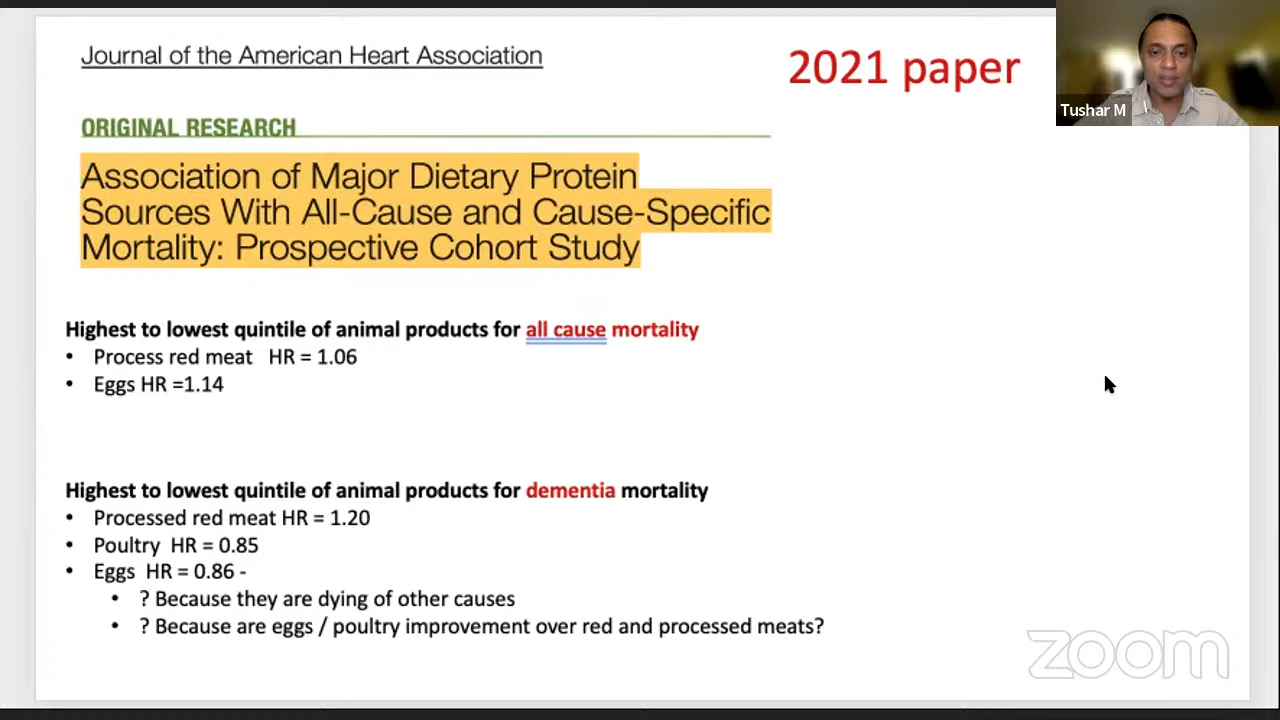 Journal of the American Heart Association
2021 paper
Tushar M
ORIGINAL RESEARCH
Association of Major Dietary Protein
Sources With All-Cause and Cause-Specific
Mortality: Prospective Cohort Study
Highest to lowest quintile of animal products for all cause mortality
• Process red meat HR = 1.06
• Eggs HR =1.14
Highest to lowest quintile of animal products for dementia mortality
• Processed red meat HR = 1.20
• Poultry HR = 0.85
• Eggs HR = 0.86 -
• ? Because they are dying of other causes
• ? Because are eggs / poultry improvement over red and processed meats?
zoom